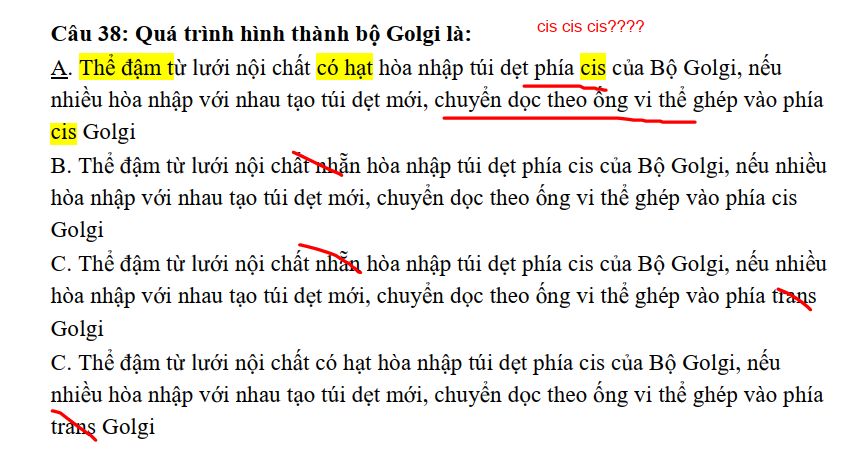 cis cis cis????
Câu 38: Quá trình hình thành bộ Golgi là:
A. Thể đậm từ lưới nội chất có hạt hòa nhập túi dẹt phía cis của Bộ Golgi, nếu
nhiều hòa nhập với nhau tạo túi dẹt mới, chuyển dọc theo ống vi thể ghép vào phía
cis Golgi
B. Thể đậm từ lưới nội chất nhẵn hòa nhập túi dẹt phía cis của Bộ Golgi, nếu nhiều
hòa nhập với nhau tạo túi dẹt mới, chuyển dọc theo ống vi thể ghép vào phía cis
Golgi
C. Thể đậm từ lưới nội chất nhẵn hòa nhập túi dẹt phía cis của Bộ Golgi, nếu nhiều
hòa nhập với nhau tạo túi dẹt mới, chuyển dọc theo ống vi thể ghép vào phía trans
Golgi
C. Thể đậm từ lưới nội chất có hạt hòa nhập túi dẹt phía cis của Bộ Golgi, nếu
nhiều hòa nhập với nhau tạo túi dẹt mới, chuyển dọc theo ống vi thể ghép vào phía
trans Golgi